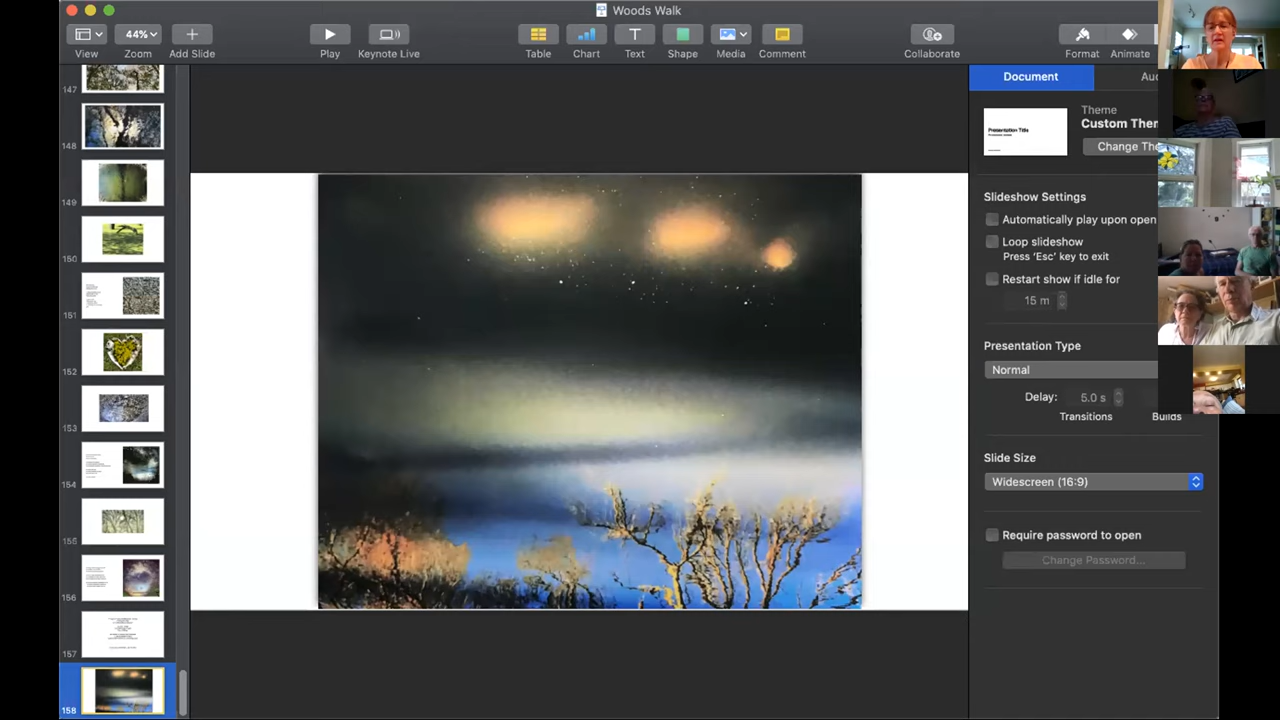 Woods Walk
44%
View
Zoom
Add Slide
Play
Keynote Live
Table
Chart
Text
Shape
Media
Comment
Collaborate
Format
Animate
147
148
149
150
151
152
153
154
155
156
157
158
Document
Theme
Custom Them
Change The
Presentation Title
Slideshow Settings
Automatically play upon open
Loop slideshow
Press ‘Esc’ key to exit
Restart show if idle for
15 m
Presentation Type
Normal
Delay:
5.0 s
Transitions
Builds
Slide Size
Widescreen (16:9)
Require password to open
Change Password...